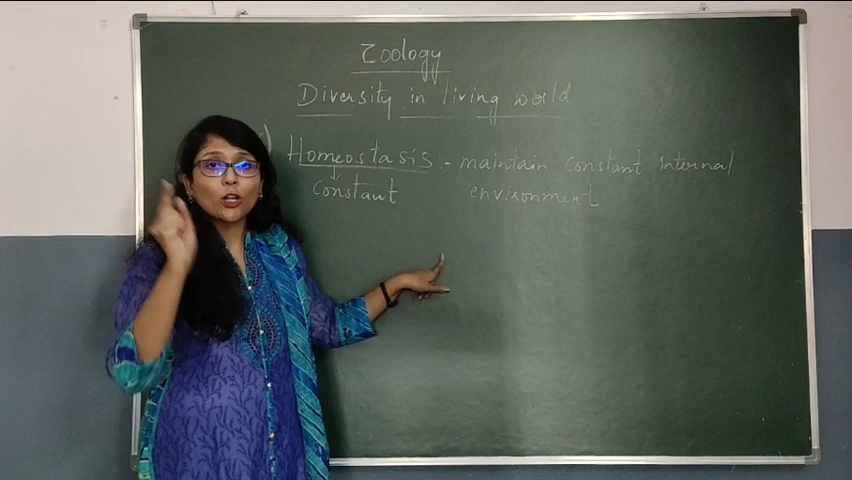 Zoology
Diversity in living world
) Homeostasis :- maintain constant internal
↓
constant environment